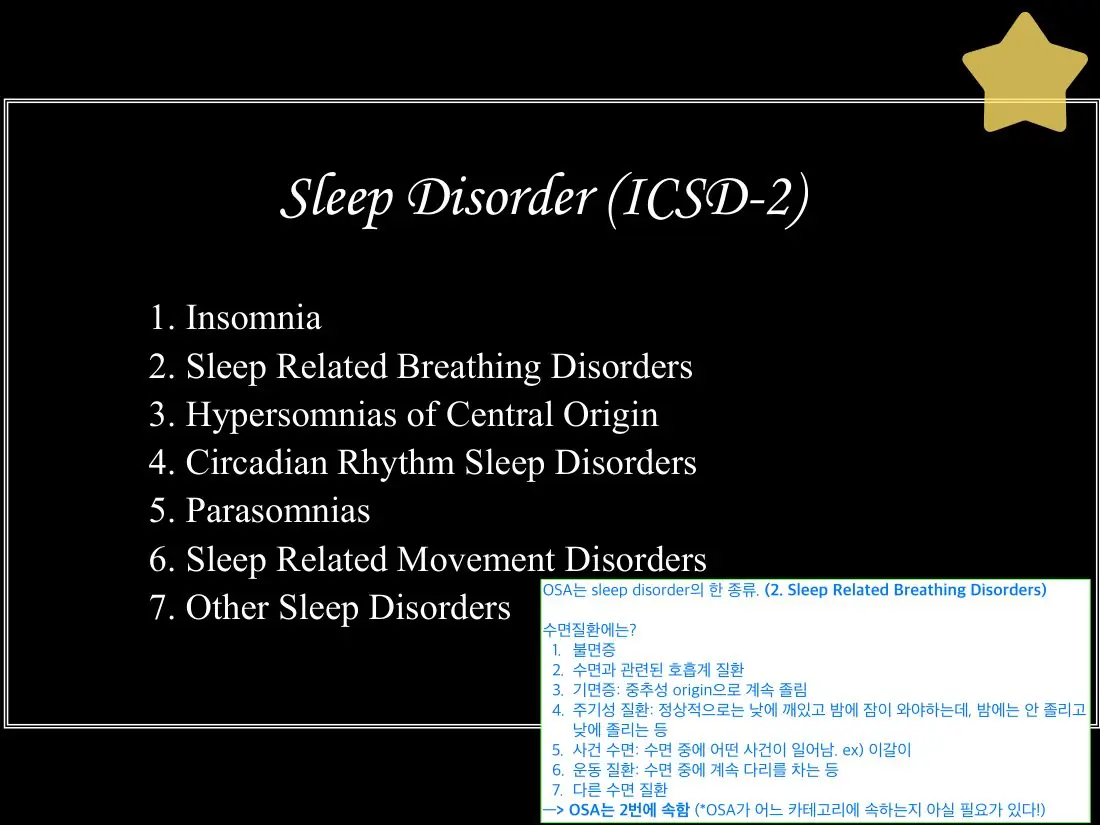 Sleep Disorder (ICSD-2)
1. Insomnia
2. Sleep Related Breathing Disorders
3. Hypersomnias of Central Origin
4. Circadian Rhythm Sleep Disorders
5. Parasomnias
6. Sleep Related Movement Disorders
7. Other Sleep Disorders
OSA는 sleep disorder의 한 종류. (2. Sleep Related Breathing Disorders)
수면질환에는?
1. 불면증
2. 수면과 관련된 호흡계 질환
3. 기면증: 중추성 origin으로 계속 졸림
4. 주기성 질환: 정상적으로는 낮에 깨있고 밤에 잠이 와야하는데, 밤에는 안 졸리고
낮에 졸리는 등
5. 사건 수면: 수면 중에 어떤 사건이 일어남. ex) 이갈이
6. 운동 질환: 수면 중에 계속 다리를 차는 등
7. 다른 수면 질환
—> OSA는 2번에 속함 (*OSA가 어느 카테고리에 속하는지 아실 필요가 있다!)